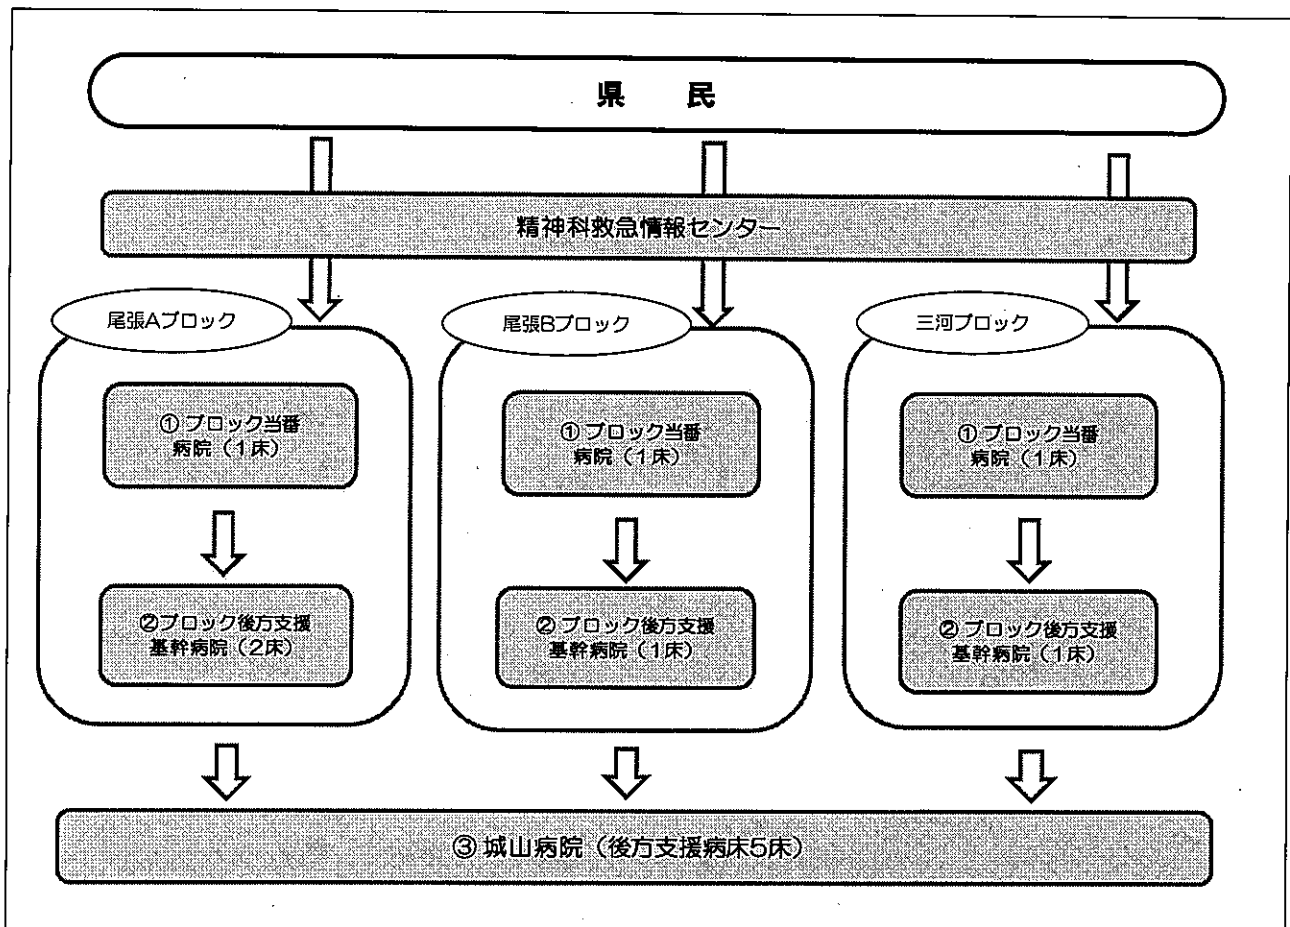 県　民
精神科救急情報センター
尾張Aブロック
① ブロック当番
病院（１床）
②ブロック後方支援
基幹病院（２床）
尾張Bブロック
① ブロック当番
病院（１床）
② ブロック後方支援
基幹病院（１床）
三河ブロック
① ブロック当番
病院（１床）
② ブロック後方支援
基幹病院（１床）
③ 城山病院（後方支援病床５床）